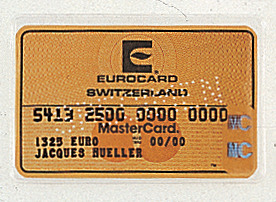 EUROCARD
SWITZERLAND
5413 2500 0000 0000
MasterCard.
MC
1325 EURO 00/00
JACQUES MUELLER
MC